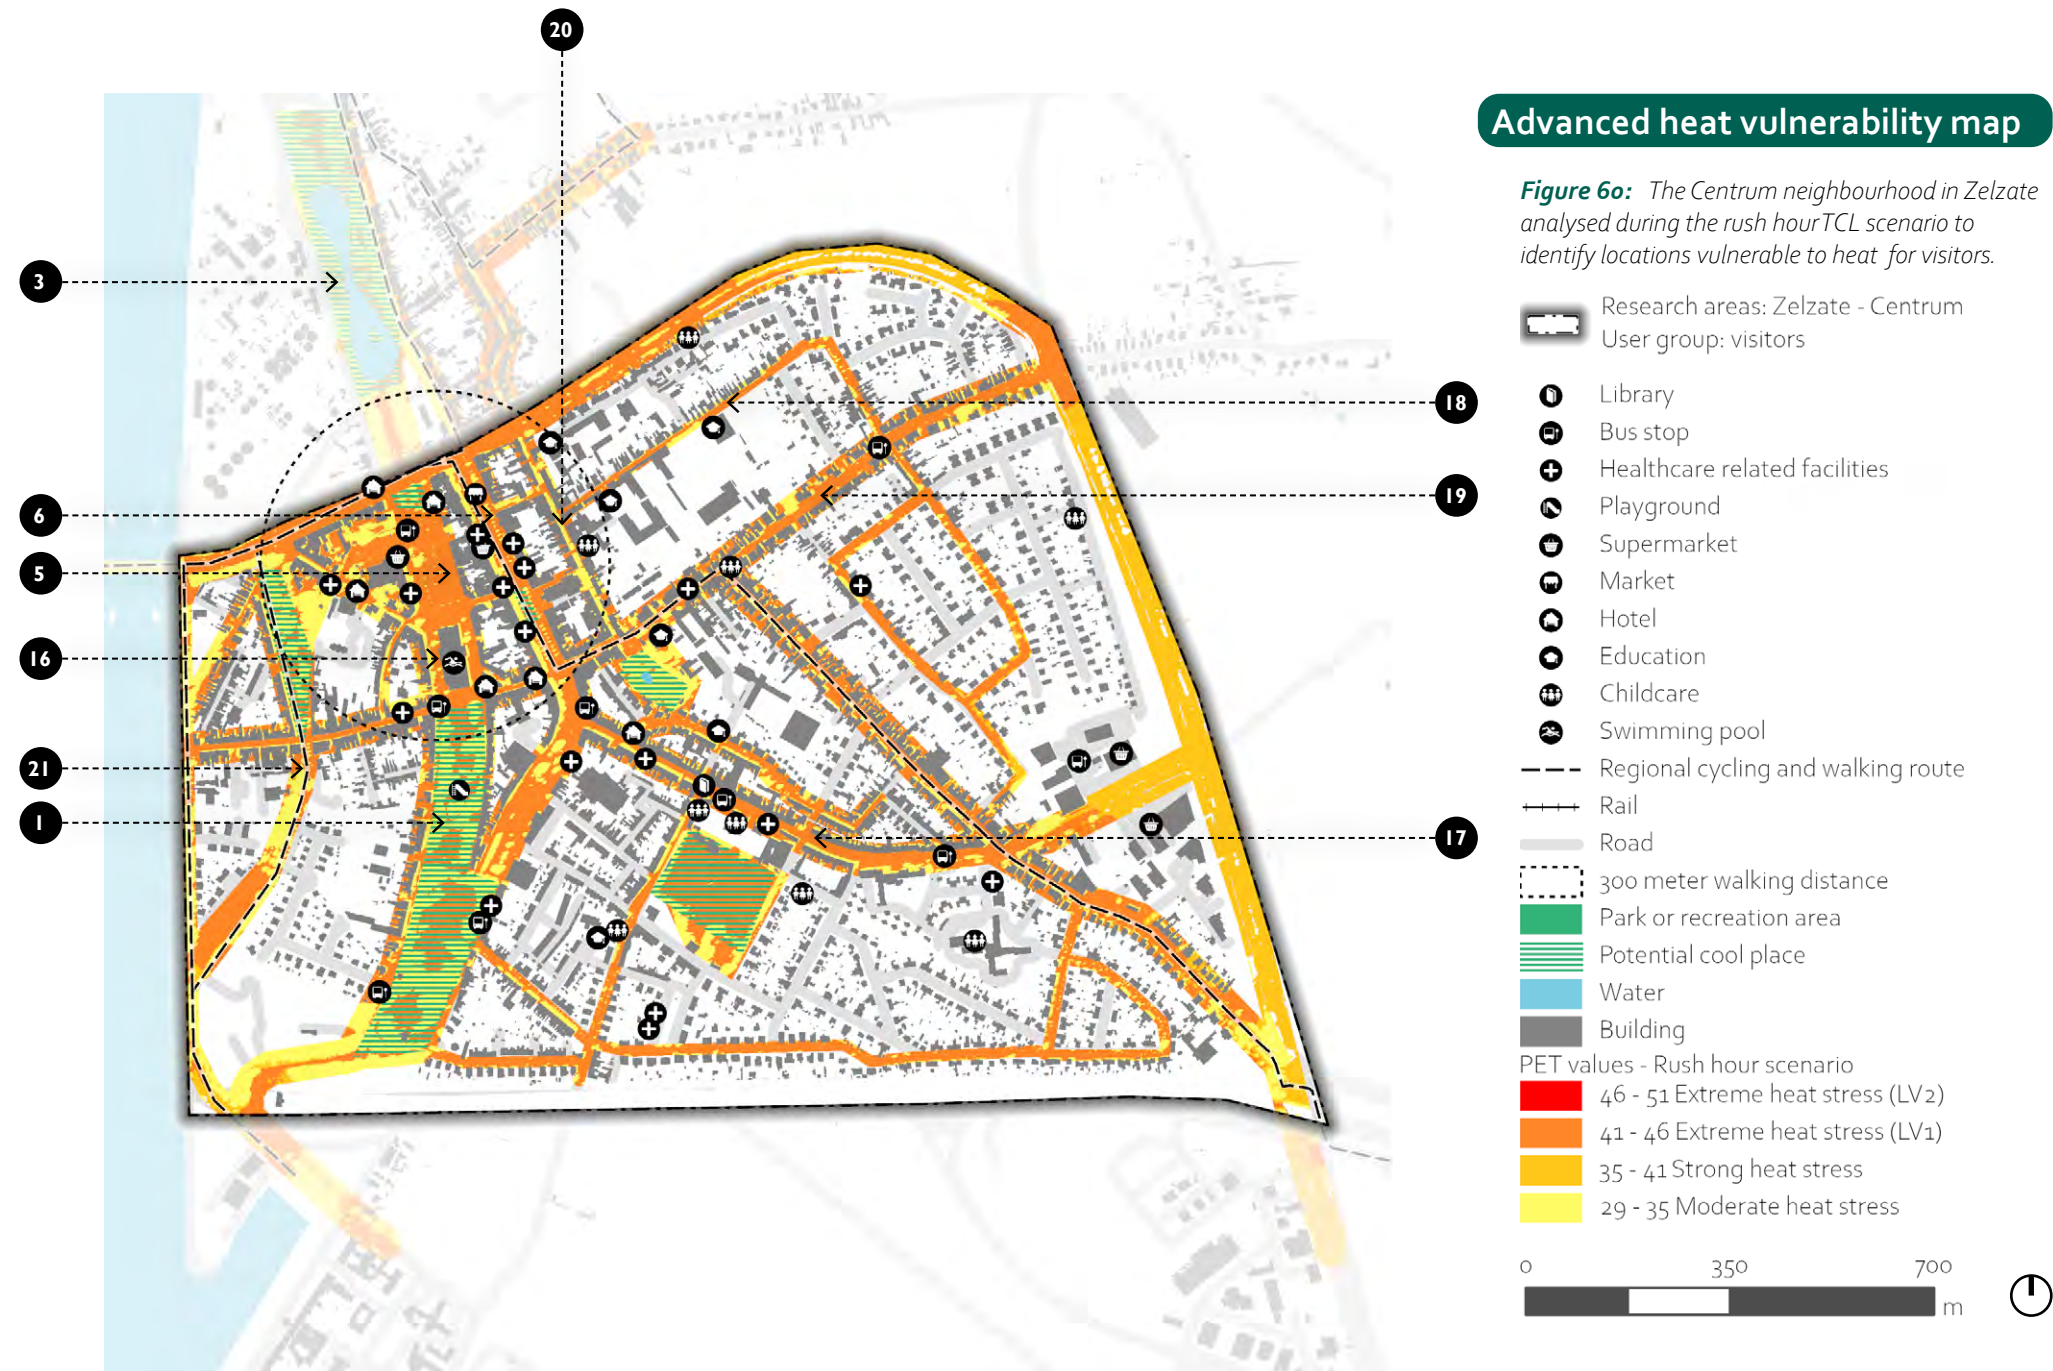 20
3
6
5
16
21
1
18
19
17
Advanced heat vulnerability map
Figure 60: The Centrum neighbourhood in Zelzate
analysed during the rush hour TCL scenario to
identify locations vulnerable to heat for visitors.
Research areas: Zelzate - Centrum
User group: visitors
Library
Bus stop
Healthcare related facilities
Playground
Supermarket
Market
Hotel
Education
Childcare
Swimming pool
Regional cycling and walking route
Rail
Road
300 meter walking distance
Park or recreation area
Potential cool place
Water
Building
PET values - Rush hour scenario
46 - 51 Extreme heat stress (LV2)
41 - 46 Extreme heat stress (LV1)
35 - 41 Strong heat stress
29 - 35 Moderate heat stress
0 350 700
m